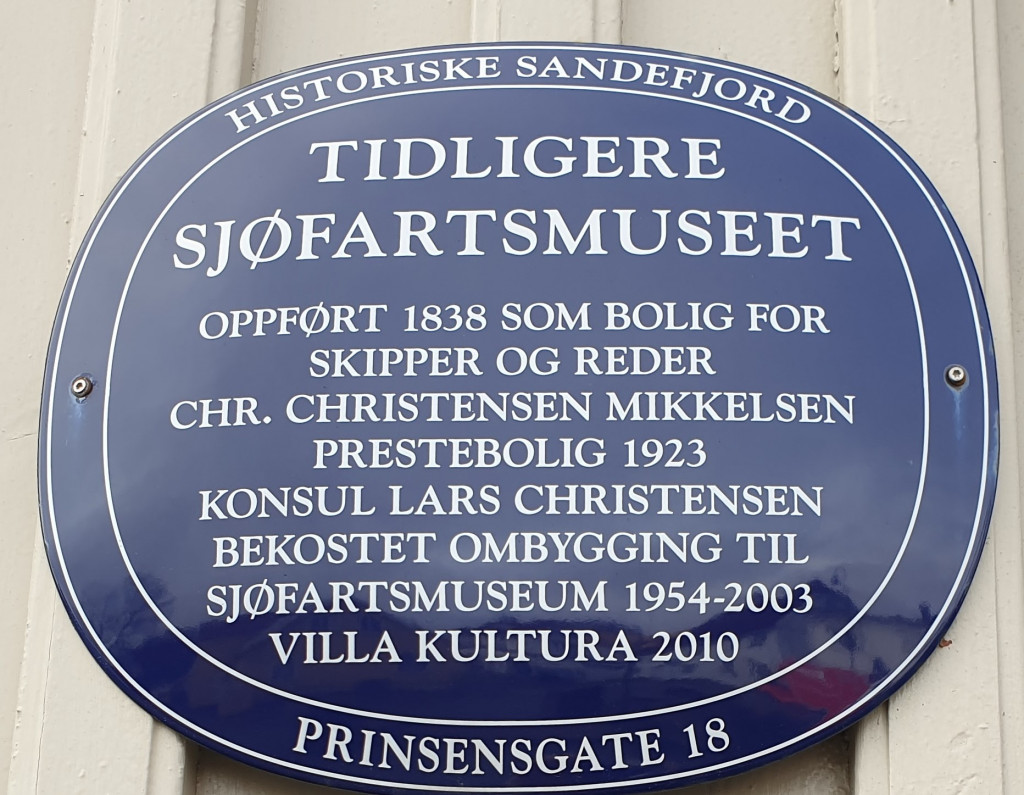 HISTORISKE SANDEFJORD
TIDLIGERE
SJØFARTSMUSEET
OPPFØRT 1838 SOM BOLIG FOR
SKIPPER OG REDER
CHR. CHRISTENSEN MIKKELSEN
PRESTEBOLIG 1923
KONSUL LARS CHRISTENSEN
BEKOSTET OMBYGGING TIL
SJØFARTSMUSEUM 1954-2003
VILLA KULTURA 2010
PRINSENSGATE 18